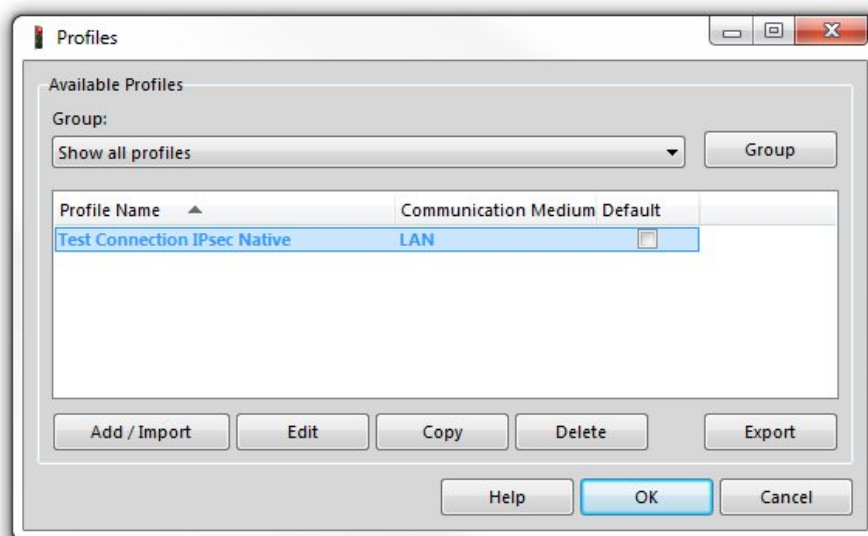 Profiles
Available Profiles
Group:
Show all profiles
Group
Profile Name Communication Medium Default
Test Connection IPsec Native LAN
Add / Import Edit Copy Delete Export
Help OK Cancel